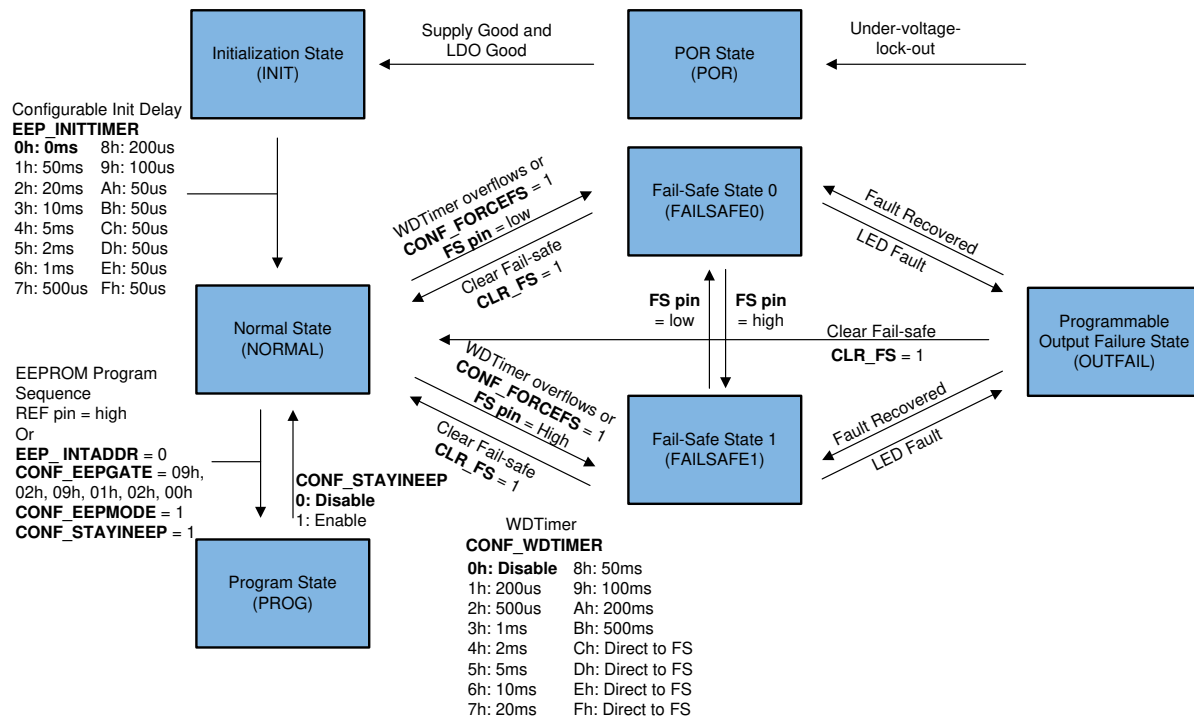 Initialization State
(INIT)
Supply Good and
LDO Good
POR State
(POR)
Under-voltage-
lock-out
Configurable Init Delay
EEP_INITTIMER
0h: 0ms 8h: 200us
1h: 50ms 9h: 100us
2h: 20ms Ah: 50us
3h: 10ms Bh: 50us
4h: 5ms Ch: 50us
5h: 2ms Dh: 50us
6h: 1ms Eh: 50us
7h: 500us Fh: 50us
WDTimer overflows or
CONF_FORCEFS = 1
FS pin = low
Clear Fail-safe
CLR_FS = 1
Fail-Safe State 0
(FAILSAFE0)
Fault Recovered
LED Fault
FS pin
= low
FS pin
= high
Normal State
(NORMAL)
Clear Fail-safe
CLR_FS = 1
Programmable
Output Failure State
(OUTFAIL)
WDTimer overflows or
CONF_FORCEFS = 1
FS pin = High
Clear Fail-safe
CLR_FS = 1
Fail-Safe State 1
(FAILSAFE1)
Fault Recovered
LED Fault
EEPROM Program
Sequence
REF pin = high
Or
EEP_INTADDR = 0
CONF_EEPGATE = 09h,
02h, 09h, 01h, 02h, 00h
CONF_EEPMODE = 1
CONF_STAYINEEP = 1
CONF_STAYINEEP
0: Disable
1: Enable
Program State
(PROG)
WDTimer
CONF_WDTIMER
0h: Disable 8h: 50ms
1h: 200us 9h: 100ms
2h: 500us Ah: 200ms
3h: 1ms Bh: 500ms
4h: 2ms Ch: Direct to FS
5h: 5ms Dh: Direct to FS
6h: 10ms Eh: Direct to FS
7h: 20ms Fh: Direct to FS